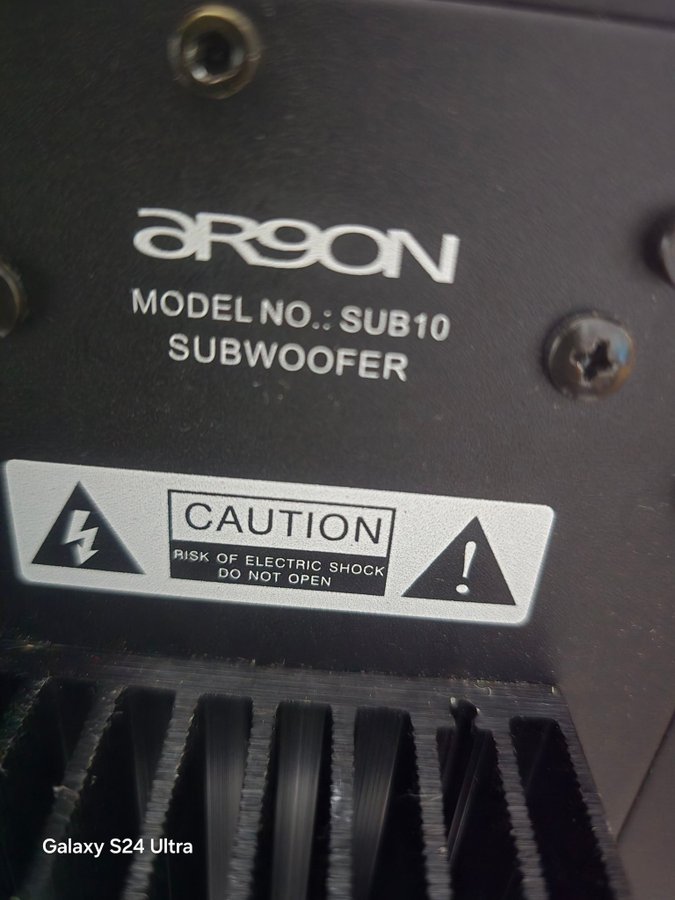 aRgON
MODEL NO.: SUB10
SUBWOOFER
CAUTION
RISK OF ELECTRIC SHOCK
DO NOT OPEN
Galaxy S24 Ultra